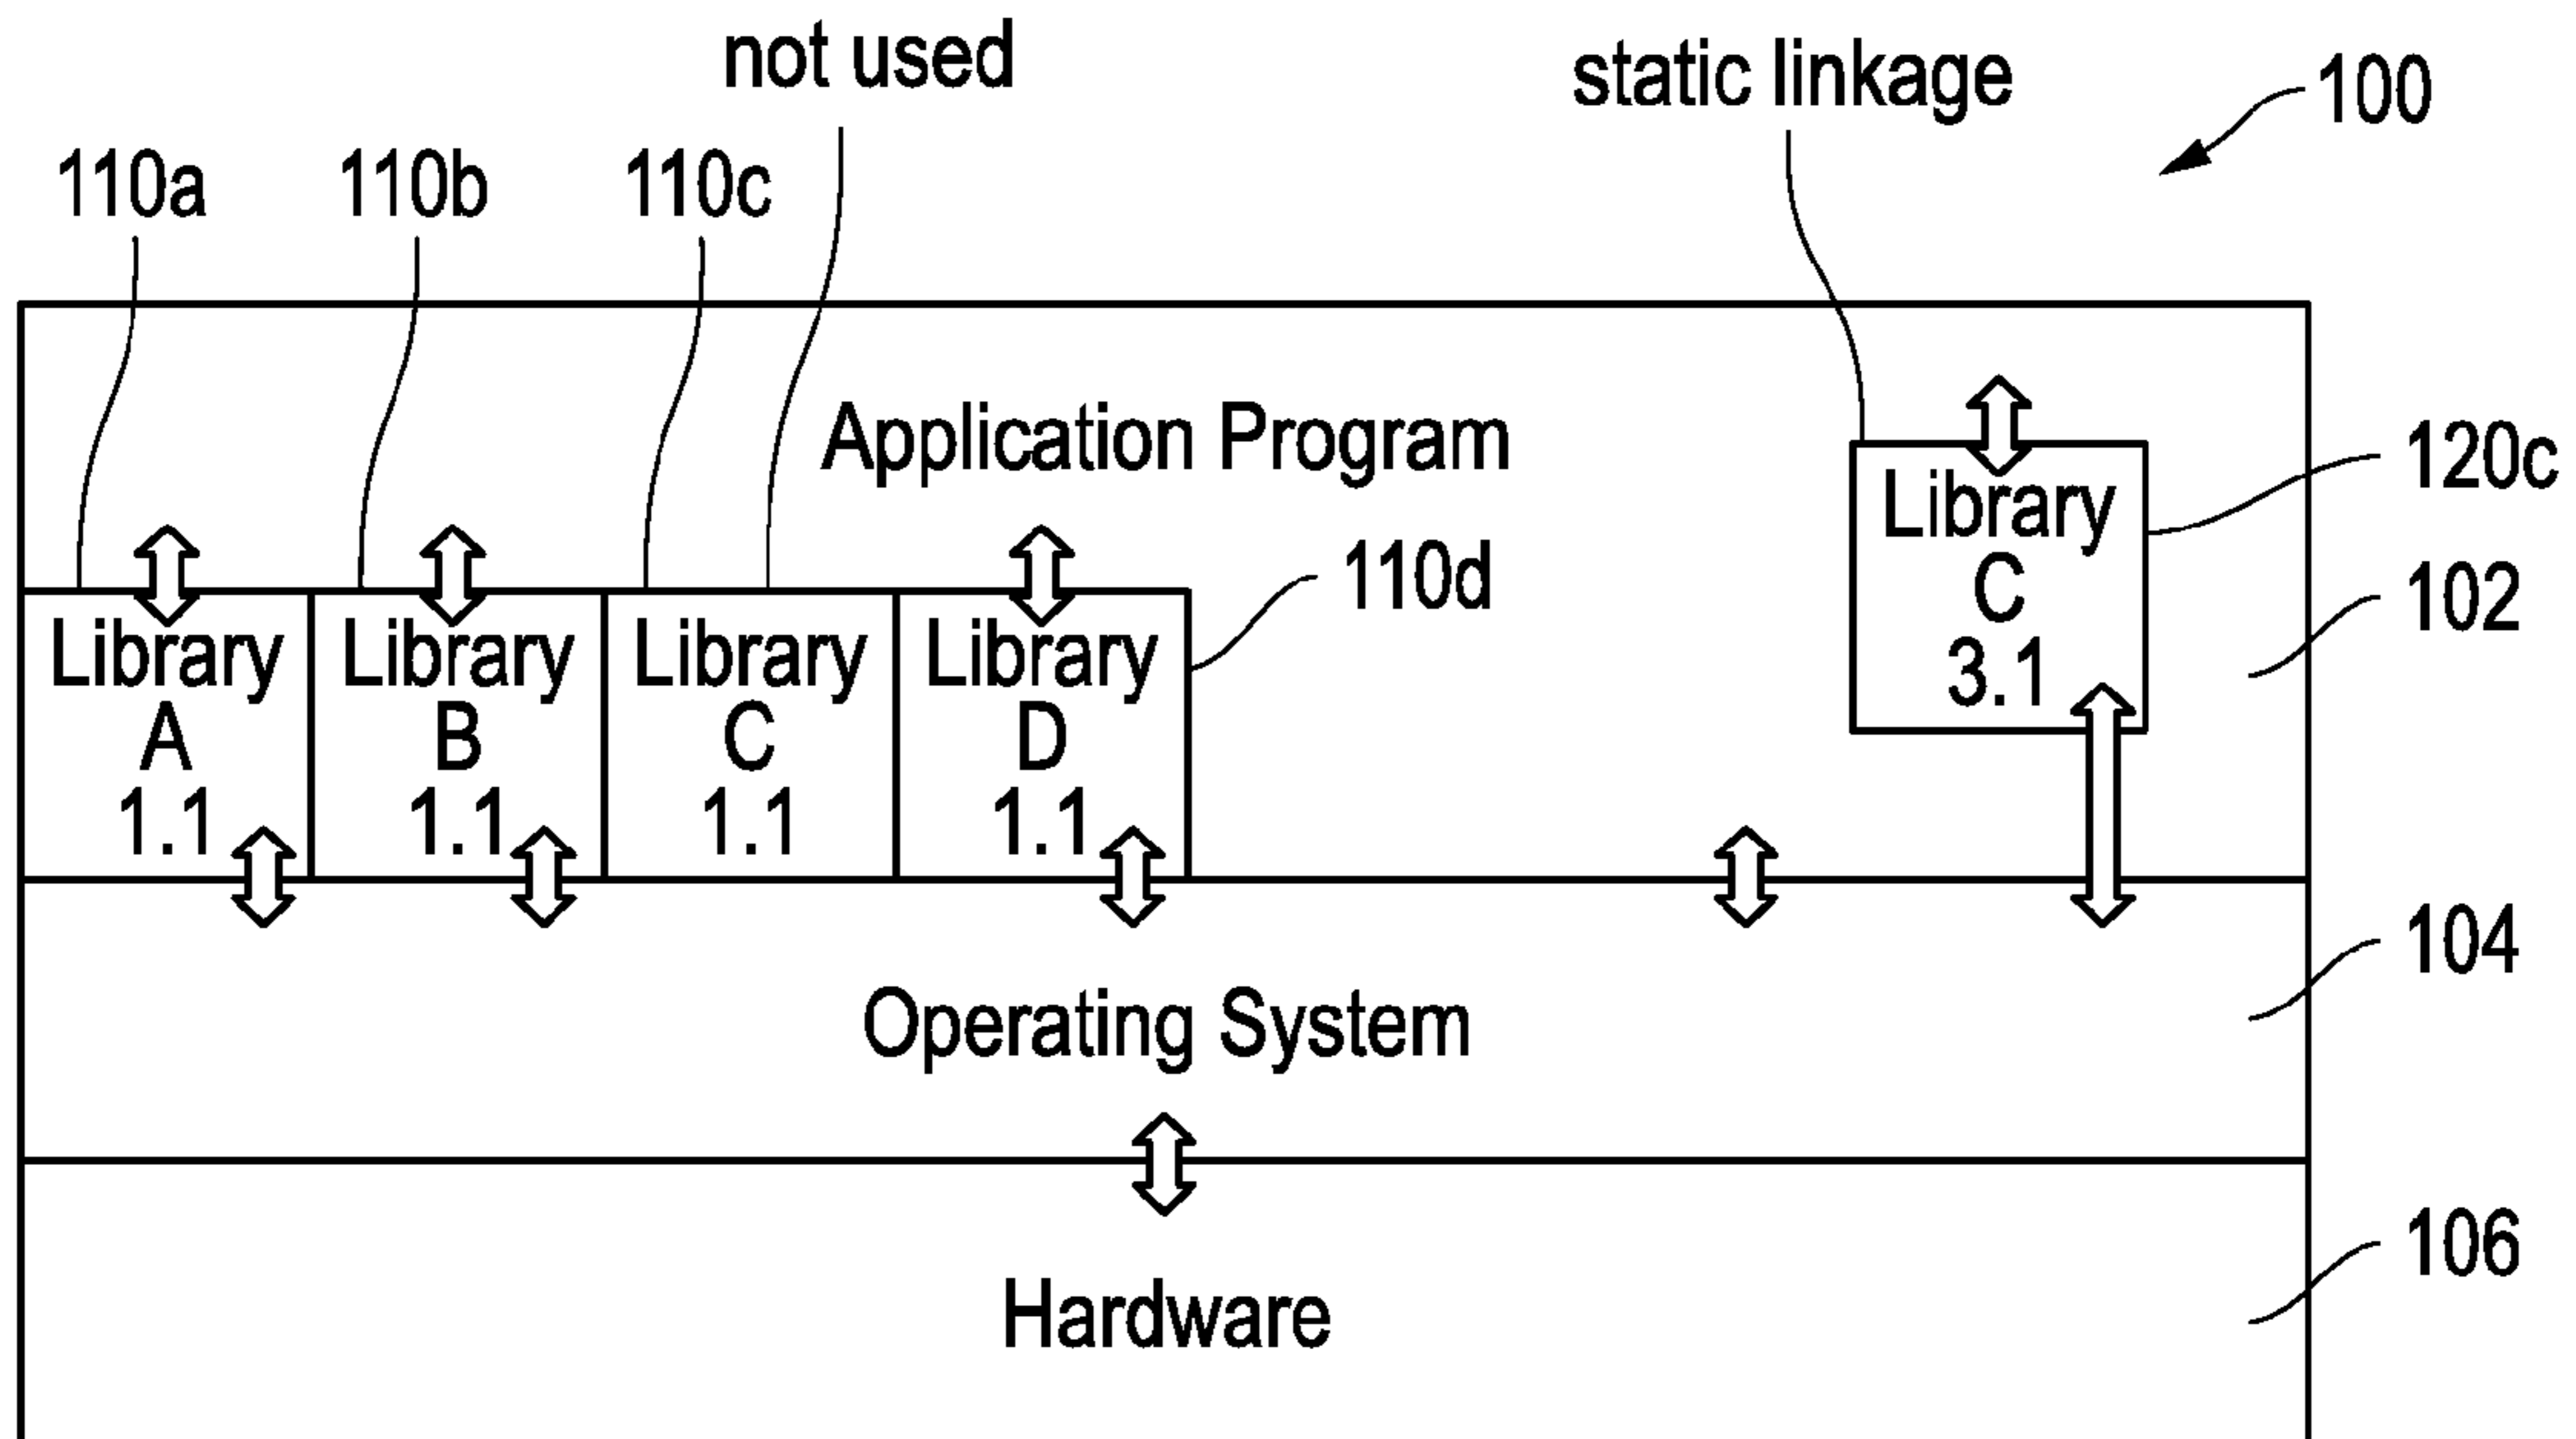 not used
static linkage
100
110a
110b
110c
Application Program
120c
Library
C
3.1
110d
102
Library
A
1.1
Library
B
1.1
Library
C
1.1
Library
D
1.1
104
Operating System
106
Hardware